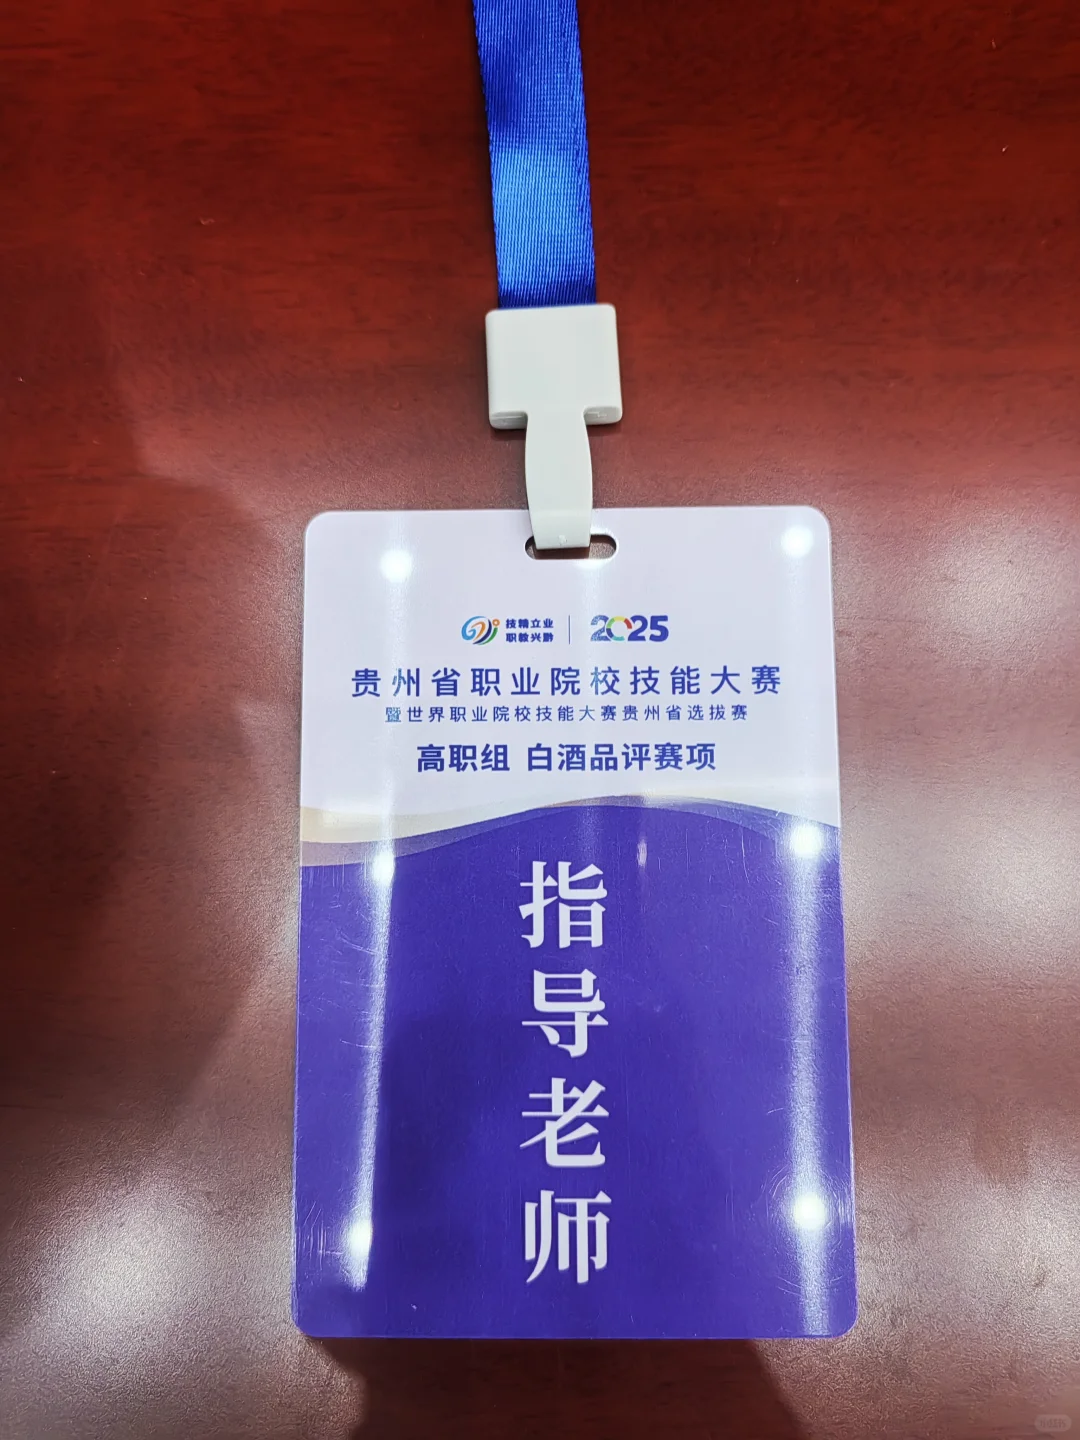 技精立业
职教兴黔
2025
贵州省职业院校技能大赛
暨世界职业院校技能大赛贵州省选拔赛
高职组 白酒品评赛项
指
导
老
师